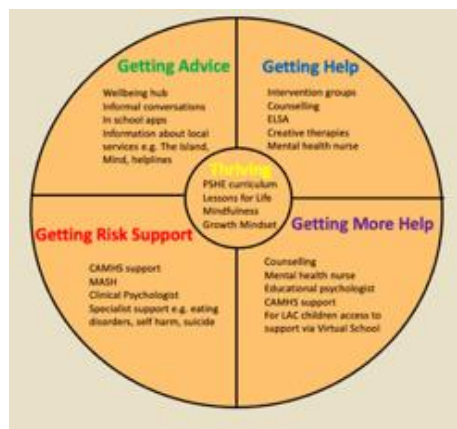 Getting Advice
Wellbeing hub
Informal conversations
In school apps
Information about local
services e.g. The Island,
Mind, helplines
Getting Help
Intervention groups
Counselling
ELSA
Creative therapies
Mental health nurse
Thriving
PSHE curriculum
Lessons for Life
Mindfulness
Growth Mindset
Getting Risk Support
CAMHS support
MASH
Clinical Psychologist
Specialist support e.g. eating
disorders, self harm, suicide
Getting More Help
Counselling
Mental health nurse
Educational psychologist
CAMHS support
For LAC children access to
support via Virtual School